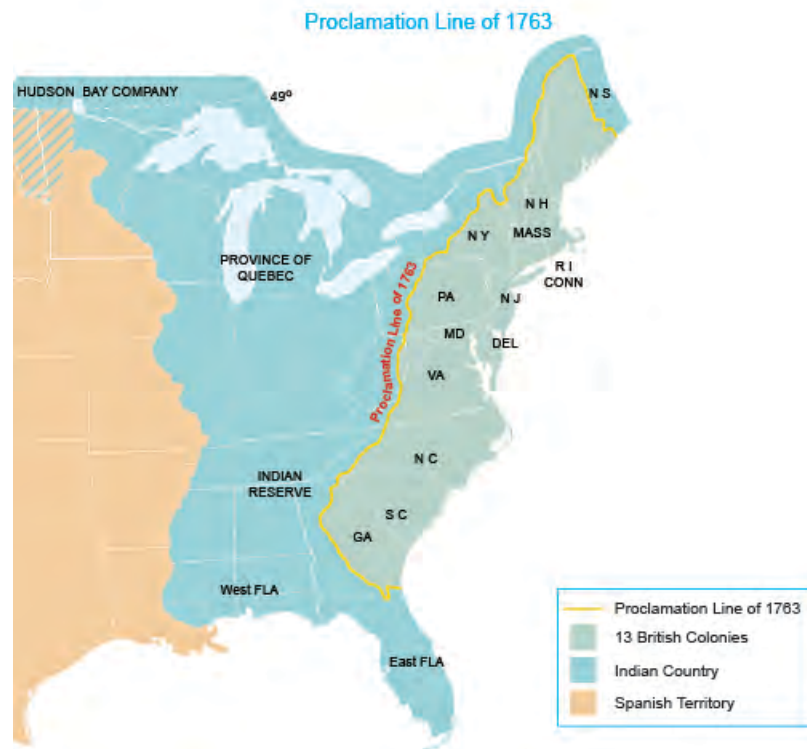 Proclamation Line of 1763
HUDSON BAY COMPANY
49º
N S
N H
N Y
MASS
PROVINCE OF
QUEBEC
R I
CONN
PA
N J
MD
DEL
Proclamation Line of 1763
VA
N C
INDIAN
RESERVE
S C
GA
West FLA
East FLA
Proclamation Line of 1763
13 British Colonies
Indian Country
Spanish Territory